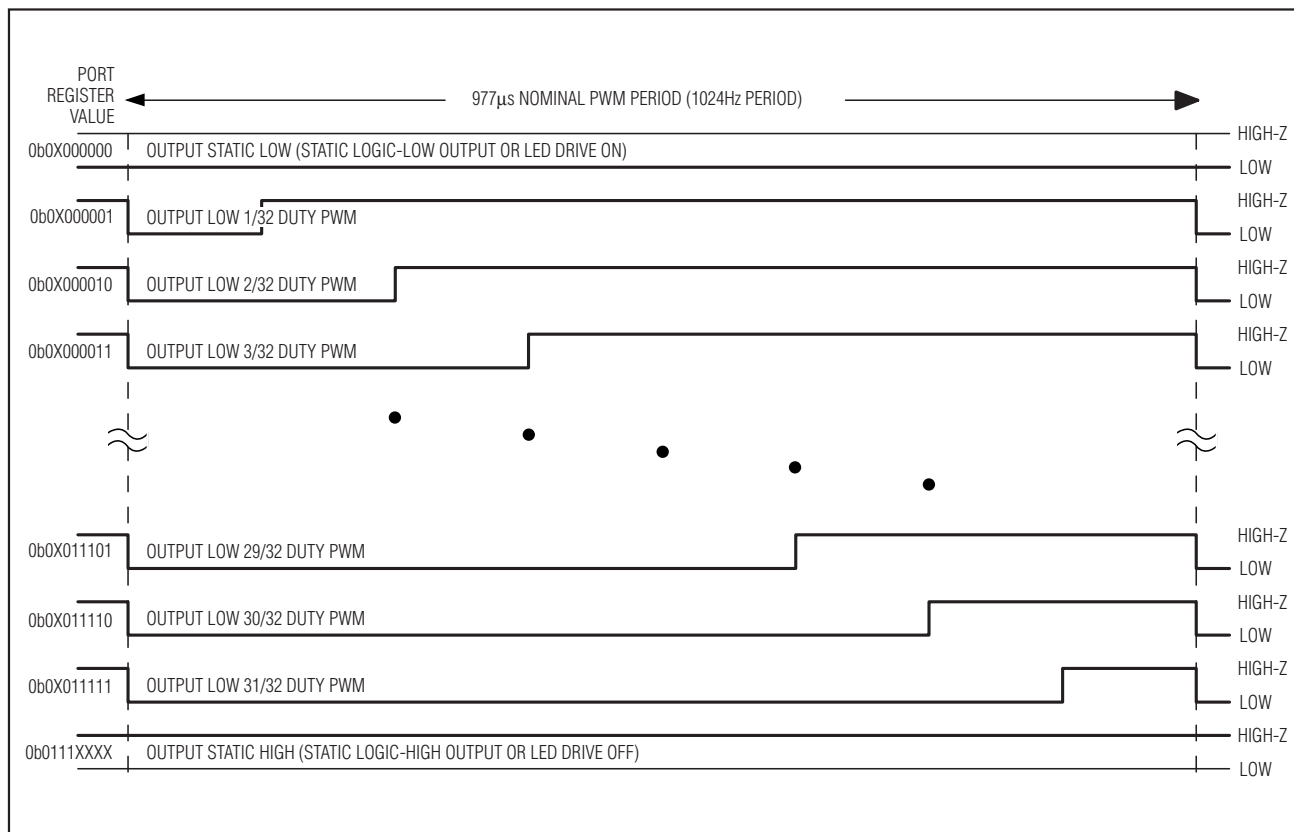 PORT
REGISTER
VALUE
977µs NOMINAL PWM PERIOD (1024Hz PERIOD)
0b0X000000 OUTPUT STATIC LOW (STATIC LOGIC-LOW OUTPUT OR LED DRIVE ON) HIGH-Z
LOW
0b0X000001 OUTPUT LOW 1/32 DUTY PWM HIGH-Z
LOW
0b0X000010 OUTPUT LOW 2/32 DUTY PWM HIGH-Z
LOW
0b0X000011 OUTPUT LOW 3/32 DUTY PWM HIGH-Z
LOW
0b0X011101 OUTPUT LOW 29/32 DUTY PWM HIGH-Z
LOW
0b0X011110 OUTPUT LOW 30/32 DUTY PWM HIGH-Z
LOW
0b0X011111 OUTPUT LOW 31/32 DUTY PWM HIGH-Z
LOW
0b0111XXXX OUTPUT STATIC HIGH (STATIC LOGIC-HIGH OUTPUT OR LED DRIVE OFF) HIGH-Z
LOW